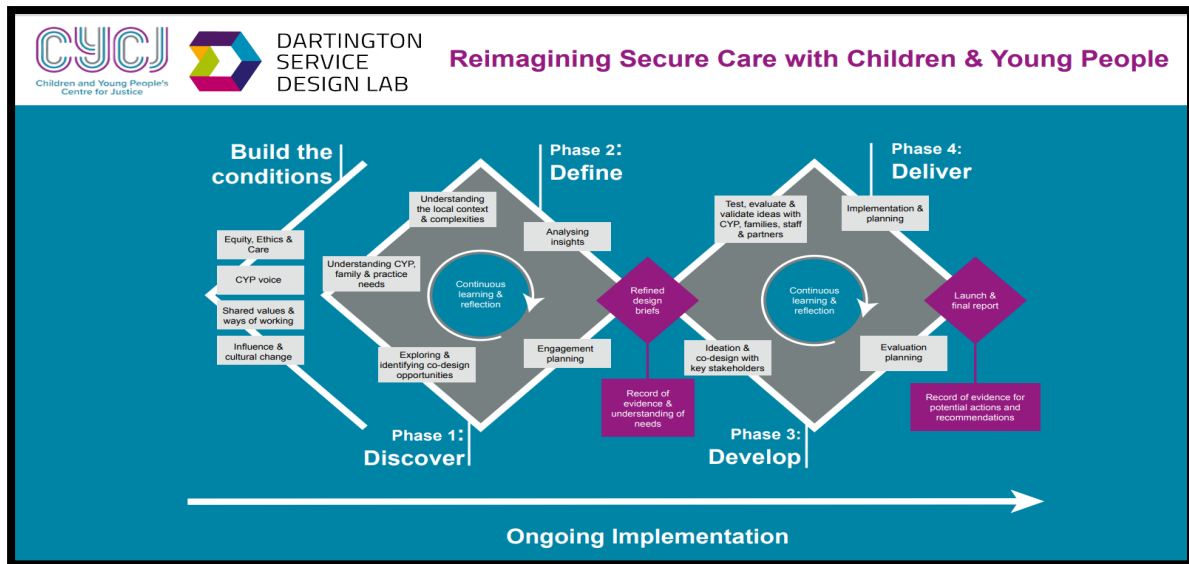 CYCJ
Children and Young People's
Centre for Justice
DARTINGTON
SERVICE
DESIGN LAB
Reimagining Secure Care with Children & Young People
Build the
conditions
Equity, Ethics &
Care
CYP voice
Shared values &
ways of working
Influence &
cultural change
Phase 1:
Discover
Understanding
the local context
& complexities
Understanding CYP,
family & practice
needs
Exploring &
identifying co-design
opportunities
Continuous
learning &
reflection
Phase 2:
Define
Analysing
insights
Engagement
planning
Refined
design
briefs
Record of
evidence &
understanding of
needs
Phase 3:
Develop
Test, evaluate &
validate ideas with
CYP, families, staff
& partners
Ideation &
co-design with
key stakeholders
Continuous
learning &
reflection
Phase 4:
Deliver
Implementation &
planning
Evaluation
planning
Launch &
final report
Record of evidence for
potential actions and
recommendations
Ongoing Implementation